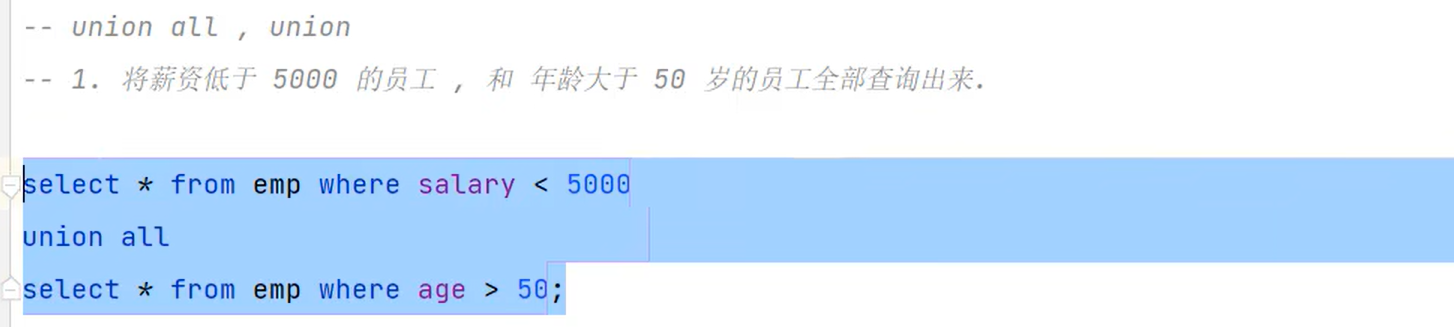 -- union all , union
-- 1. 将薪资低于 5000 的员工 , 和 年龄大于 50 岁的员工全部查询出来.
select * from emp where salary < 5000
union all
select * from emp where age > 50;